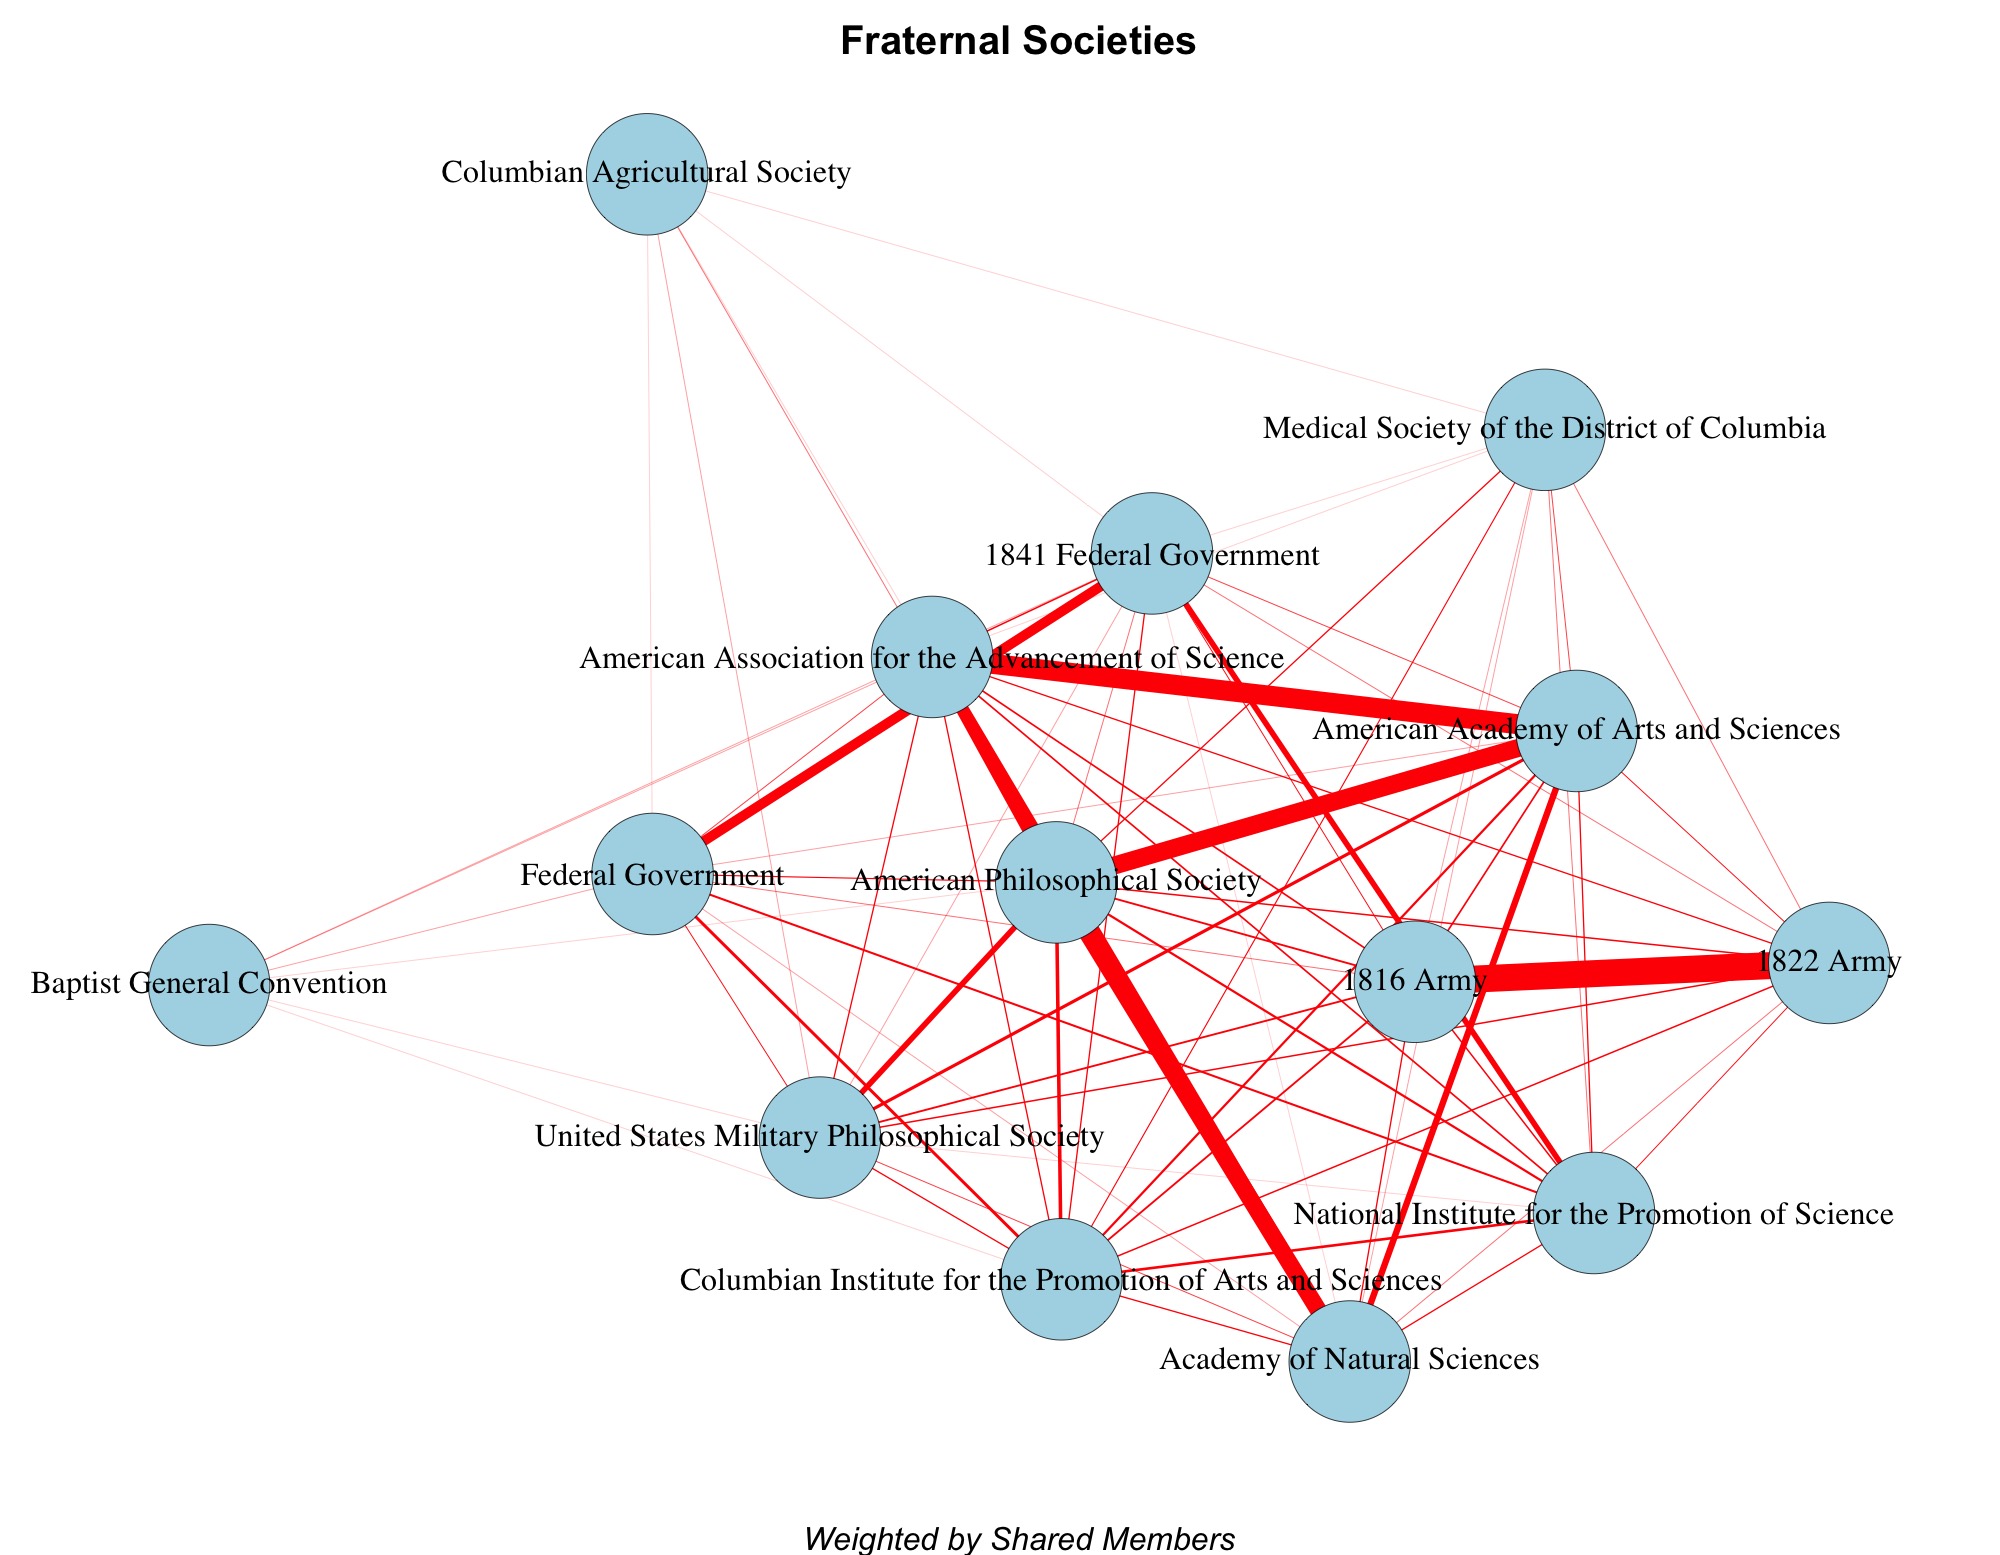 Fraternal Societies
Columbian Agricultural Society
Medical Society of the District of Columbia
1841 Federal Government
American Association for the Advancement of Science
American Academy of Arts and Sciences
Federal Government
American Philosophical Society
1822 Army
1816 Army
Baptist General Convention
United States Military Philosophical Society
National Institute for the Promotion of Science
Columbian Institute for the Promotion of Arts and Sciences
Academy of Natural Sciences
Weighted by Shared Members